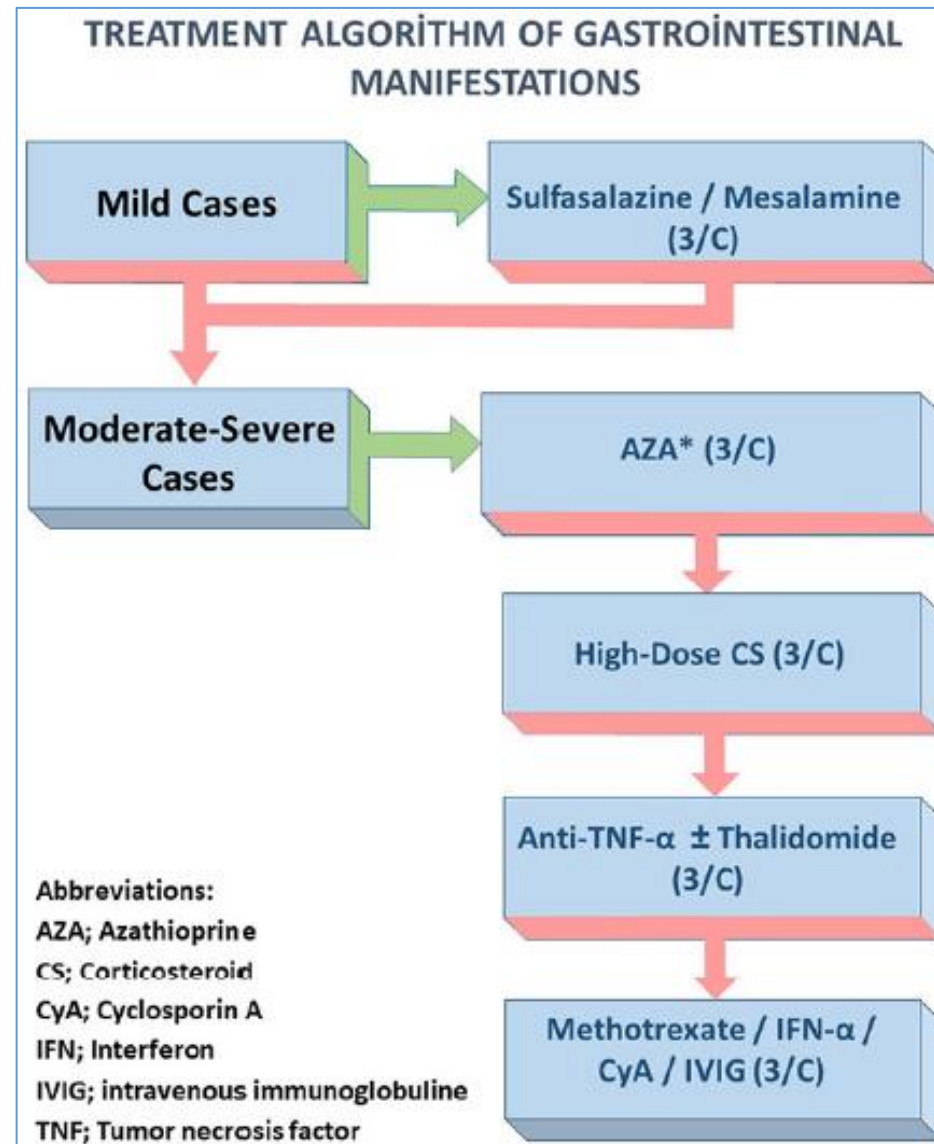 TREATMENT ALGORİTHM OF GASTROİNTESTINAL
MANIFESTATIONS
Mild Cases
Sulfasalazine / Mesalamine
(3/C)
Moderate-Severe
Cases
AZA* (3/C)
High-Dose CS (3/C)
Anti-TNF-α ± Thalidomide
(3/C)
Methotrexate / IFN-α /
CyA / IVIG (3/C)
Abbreviations:
AZA; Azathioprine
CS; Corticosteroid
CyA; Cyclosporin A
IFN; Interferon
IVIG; intravenous immunoglobuline
TNF; Tumor necrosis factor